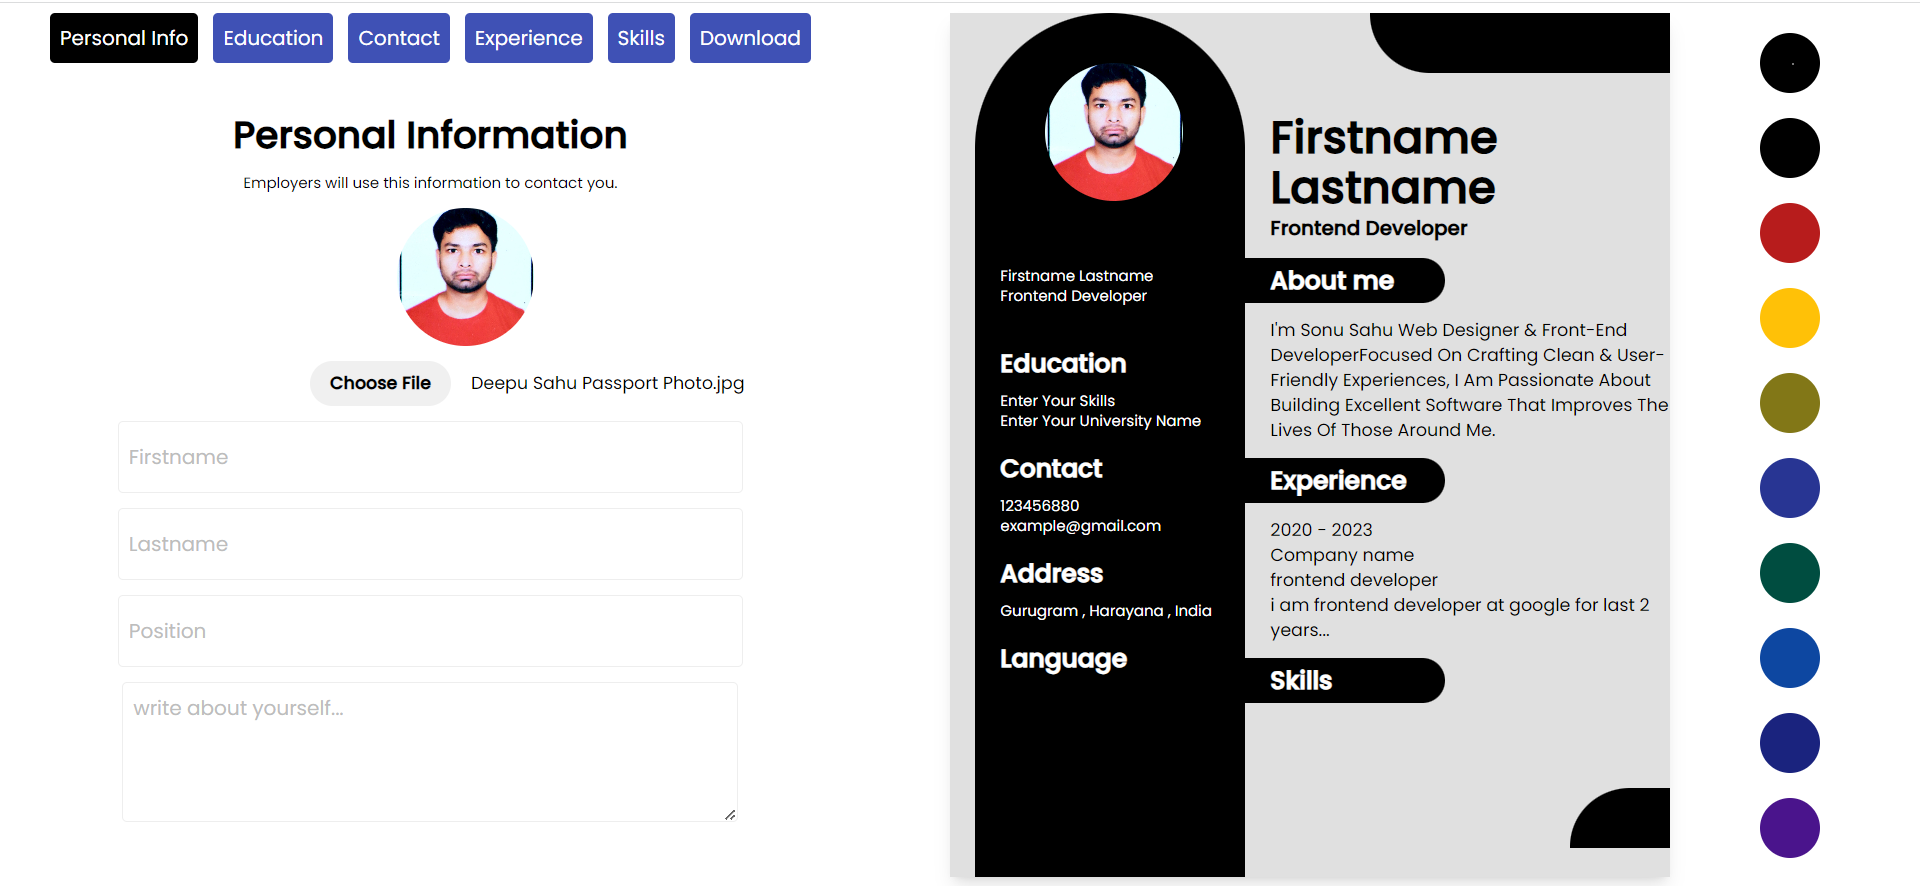 Personal Info
Education
Contact
Experience
Skills
Download
Personal Information
Employers will use this information to contact you.
Choose File
Deepu Sahu Passport Photo.jpg
Firstname
Lastname
Position
write about yourself...
Firstname Lastname
Frontend Developer
Education
Enter Your Skills
Enter Your University Name
Contact
123456880
example@gmail.com
Address
Gurugram , Harayana , India
Language
Firstname
Lastname
Frontend Developer
About me
I'm Sonu Sahu Web Designer & Front-End
DeveloperFocused On Crafting Clean & User-
Friendly Experiences, I Am Passionate About
Building Excellent Software That Improves The
Lives Of Those Around Me.
Experience
2020 - 2023
Company name
frontend developer
i am frontend developer at google for last 2
years...
Skills